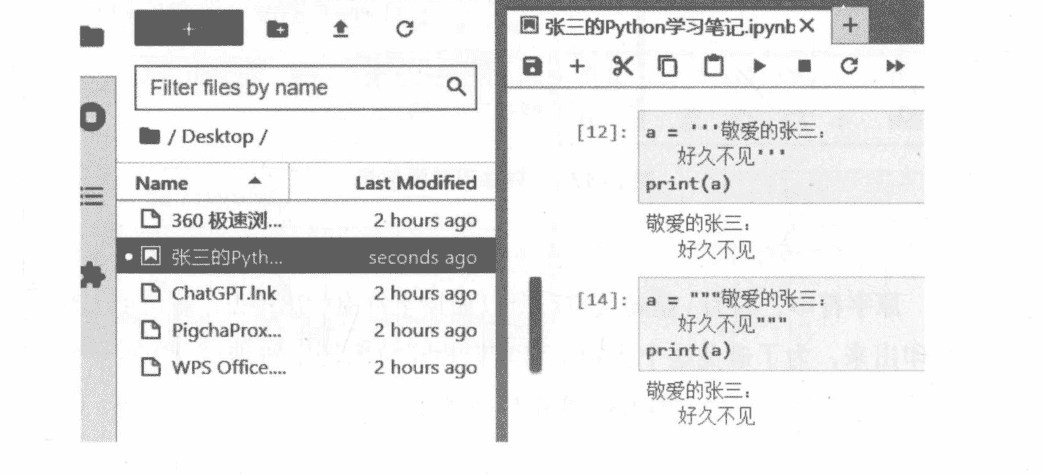 张三的Python学习笔记.ipynb
Filter files by name
/ Desktop /
Name Last Modified
360 极速浏... 2 hours ago
张三的Pyth... seconds ago
ChatGPT.lnk 2 hours ago
PigchaProx... 2 hours ago
WPS Office.... 2 hours ago
[12]: a = '''敬爱的张三：
好久不见'''
print(a)
敬爱的张三：
好久不见
[14]: a = """敬爱的张三：
好久不见"""
print(a)
敬爱的张三：
好久不见